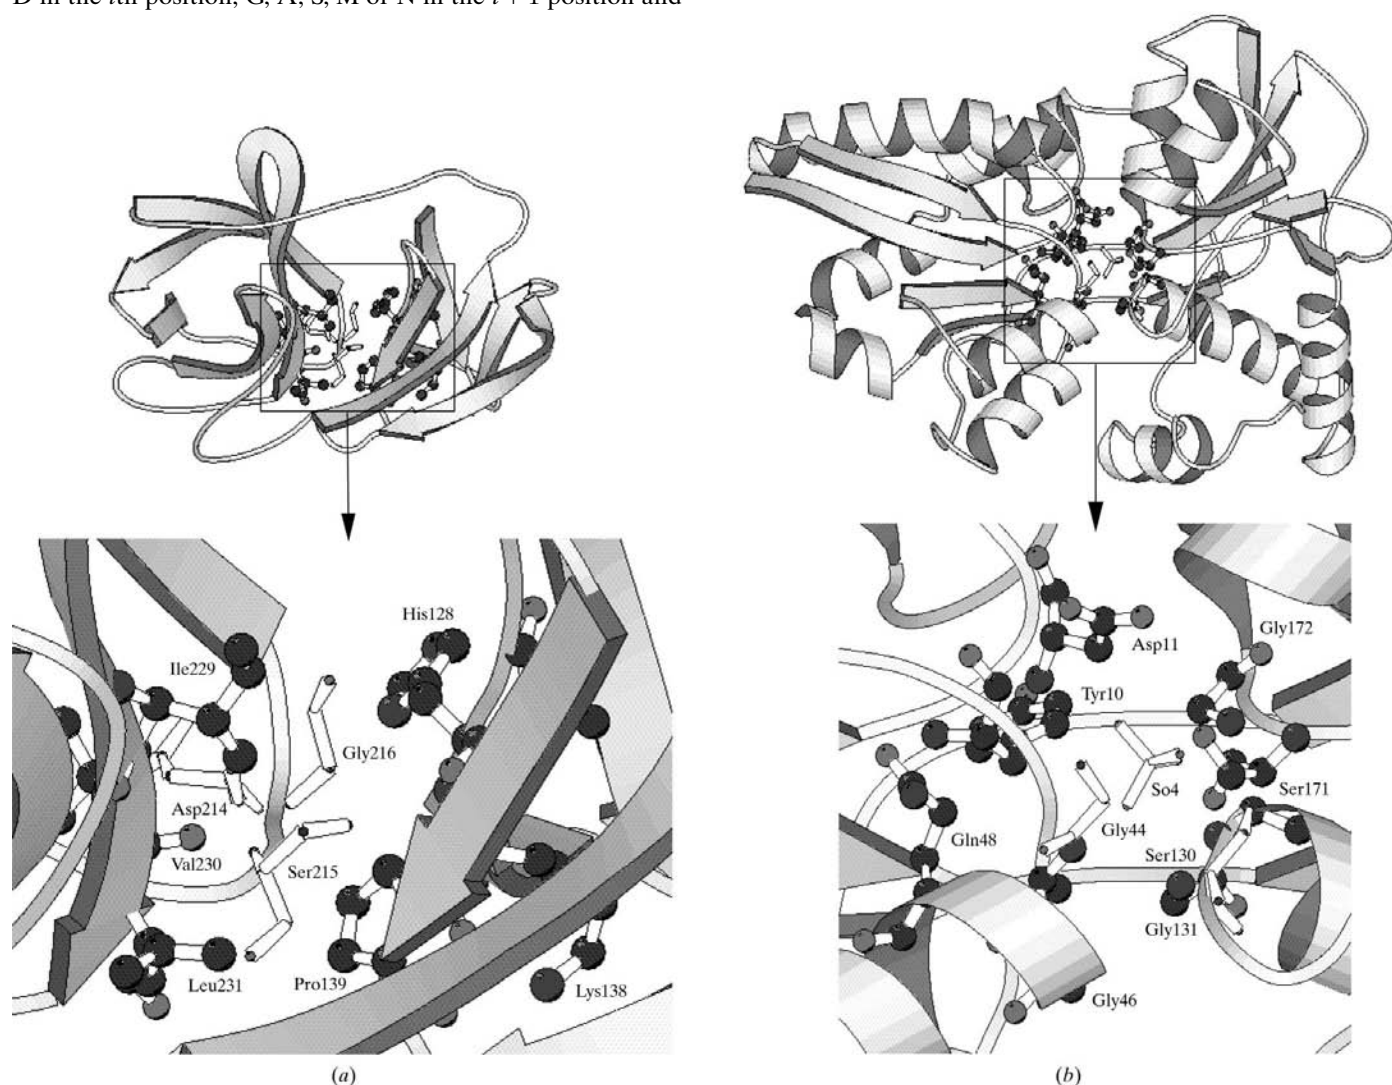 D in the ith position, G, A, S, M or N in the i + 1 position and
His128
Ile229
Gly216
Asp214
Val230
Ser215
Leu231
Pro139
Lys138
(a)
Asp11
Gly172
Tyr10
So4
Ser171
Gly44
Gln48
Ser130
Gly131
Gly46
(b)